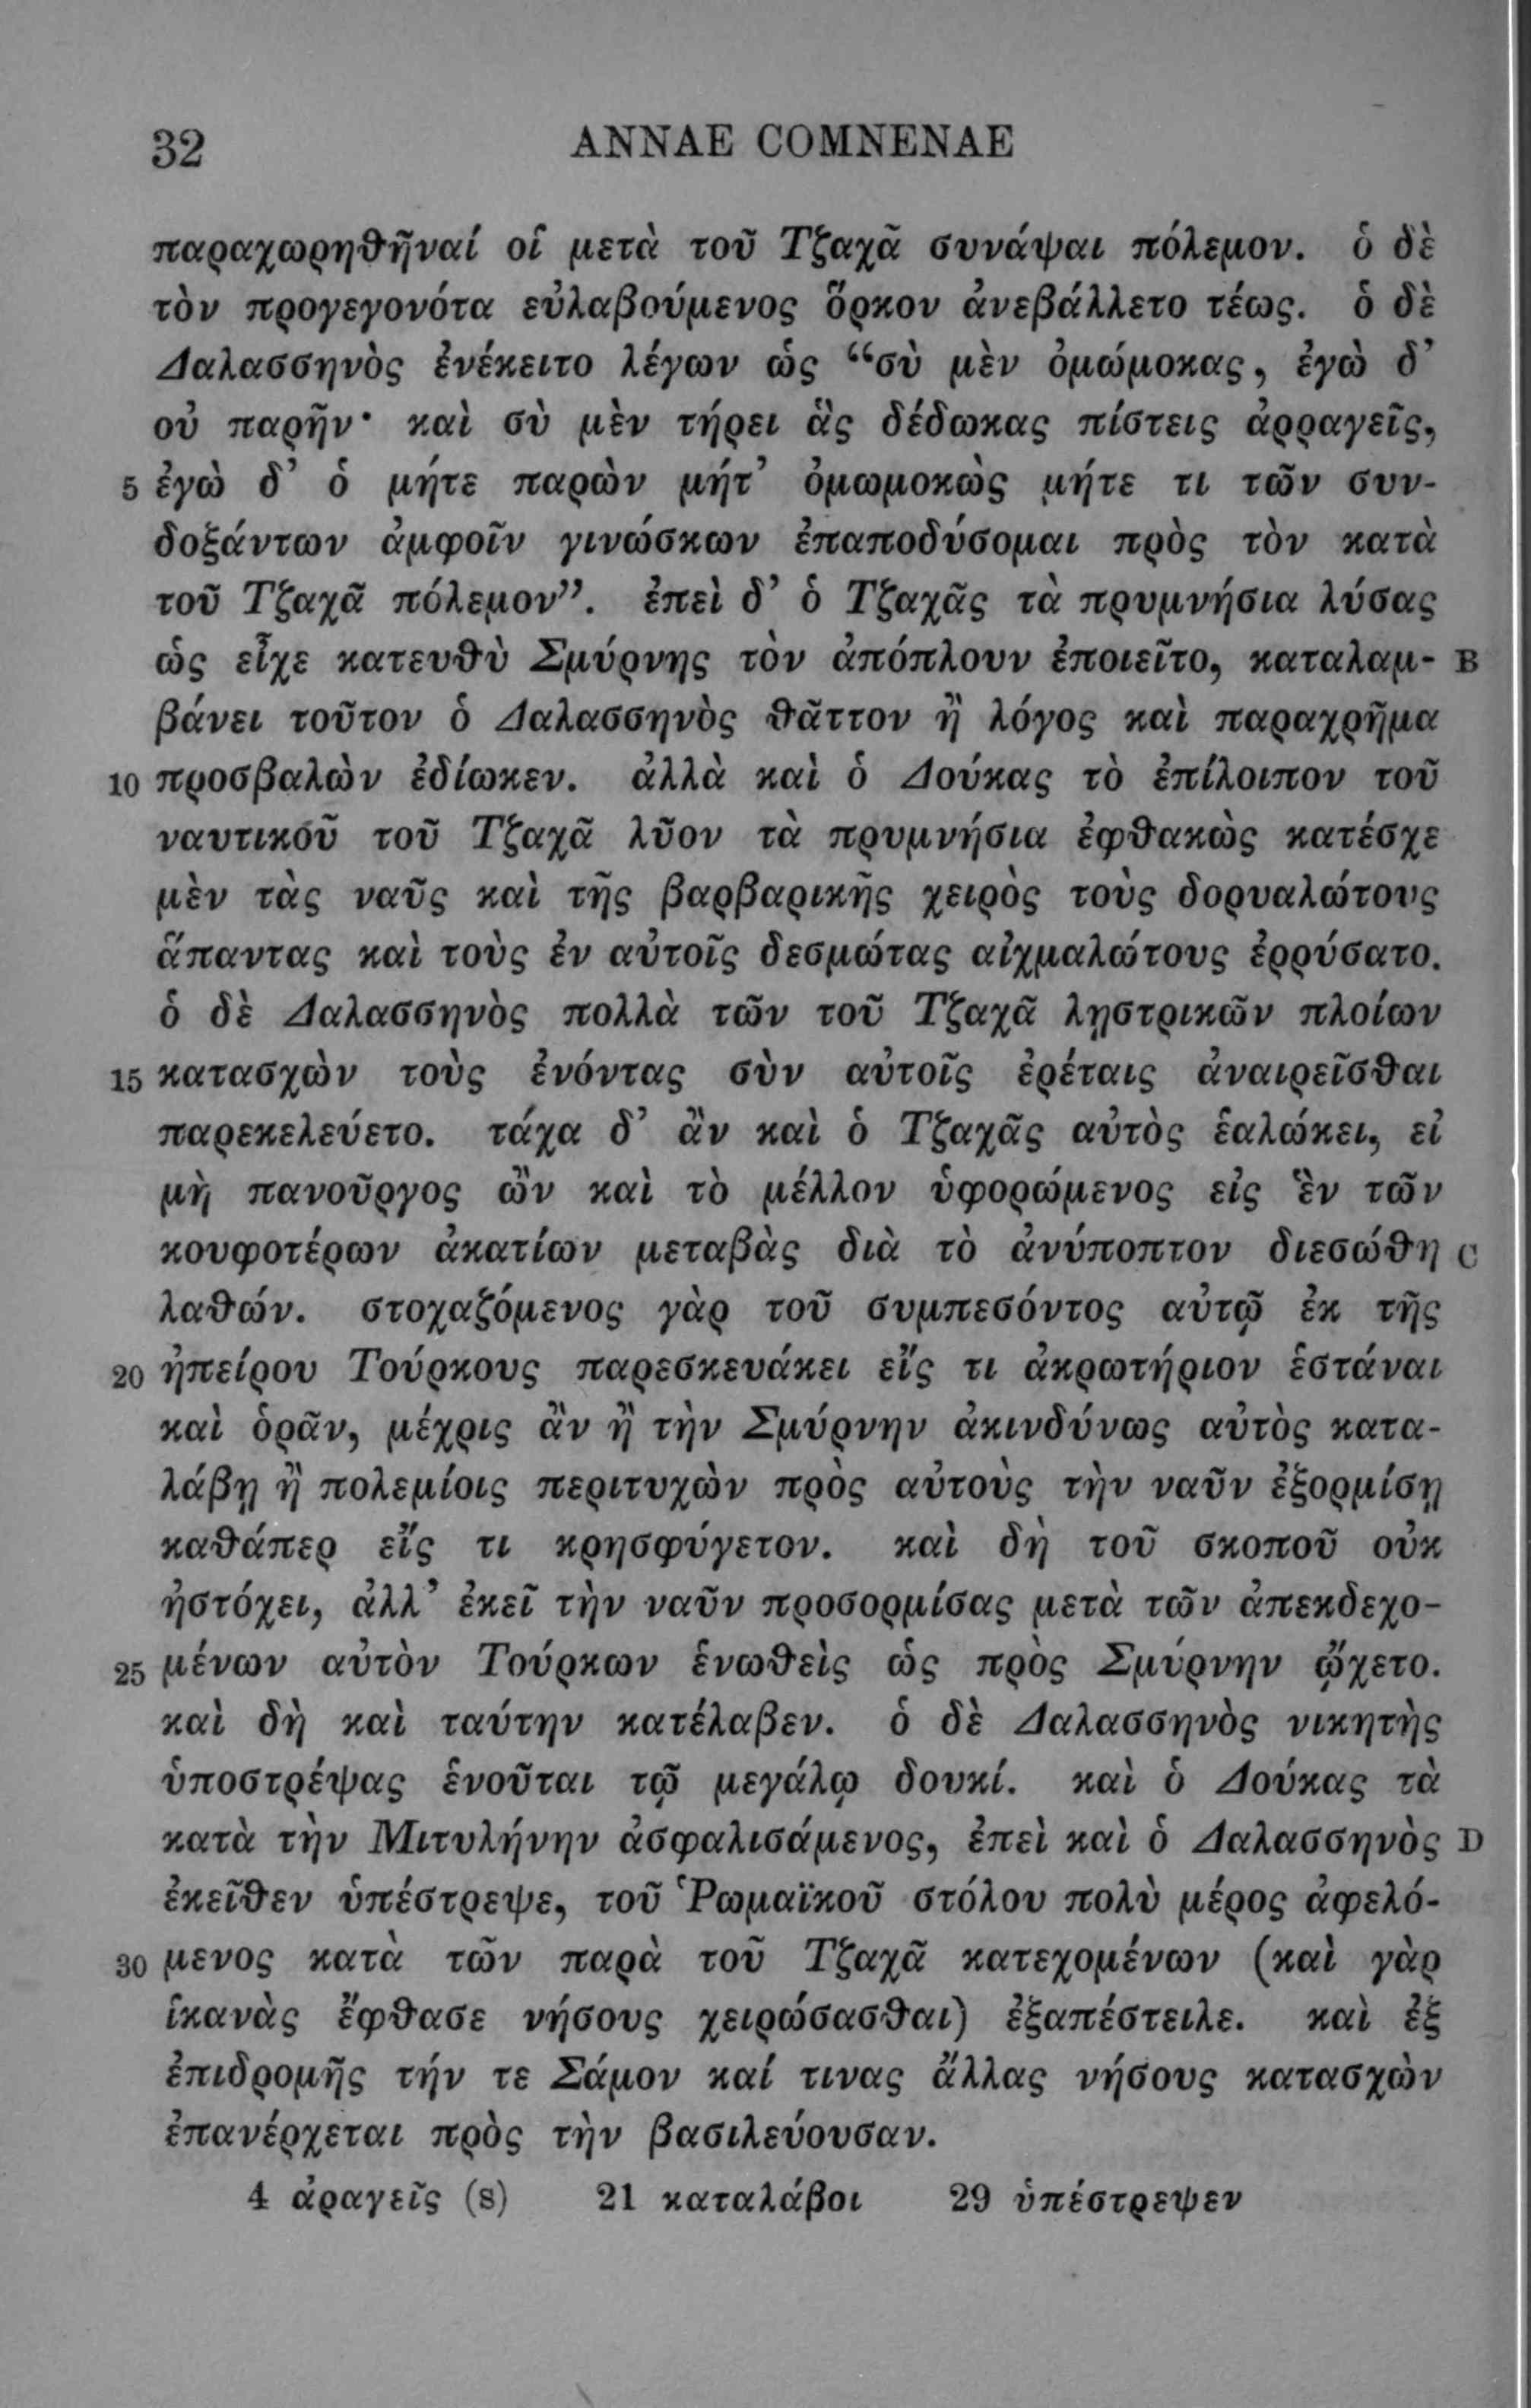 32 ANNAE COMNENAE
παραχωρηθῆναί οἱ μετὰ τοῦ Τζαχᾶ συνάψαι πόλεμον. ὁ δὲ
τὸν προγεγονότα εὐλαβούμενος ὅρκον ἀνεβάλλετο τέως. ὁ δὲ
Δαλασσηνὸς ἐνέκειτο λέγων ὡς “σὺ μὲν ὀμώμοκας, ἐγὼ δ’
οὐ παρῆν· καὶ σὺ μὲν τήρει ἃς δέδωκας πίστεις ἀρραγεῖς,
5 ἐγὼ δ’ ὁ μήτε παρὼν μήτ’ ὀμωμοκὼς μήτε τι τῶν συν-
δοξάντων ἀμφοῖν γινώσκων ἐπαποδύσομαι πρὸς τὸν κατὰ
τοῦ Τζαχᾶ πόλεμον”. ἐπεὶ δ’ ὁ Τζαχᾶς τὰ πρυμνήσια λύσας
ὡς εἶχε κατευθὺ Σμύρνης τὸν ἀπόπλουν ἐποιεῖτο, καταλαμ- B
βάνει τοῦτον ὁ Δαλασσηνὸς θᾶττον ἢ λόγος καὶ παραχρῆμα
10 προσβαλὼν ἐδίωκεν. ἀλλὰ καὶ ὁ Δούκας τὸ ἐπίλοιπον τοῦ
ναυτικοῦ τοῦ Τζαχᾶ λῦον τὰ πρυμνήσια ἐφθακὼς κατέσχε
μὲν τὰς ναῦς καὶ τῆς βαρβαρικῆς χειρὸς τοὺς δορυαλώτους
ἅπαντας καὶ τοὺς ἐν αὐτοῖς δεσμώτας αἰχμαλώτους ἐρρύσατο.
ὁ δὲ Δαλασσηνὸς πολλὰ τῶν τοῦ Τζαχᾶ λῃστρικῶν πλοίων
15 κατασχὼν τοὺς ἐνόντας σὺν αὐτοῖς ἐρέταις ἀναιρεῖσθαι
παρεκελεύετο. τάχα δ’ ἂν καὶ ὁ Τζαχᾶς αὐτὸς ἑαλώκει, εἰ
μὴ πανοῦργος ὢν καὶ τὸ μέλλον ὑφορώμενος εἰς ἓν τῶν
κουφοτέρων ἀκατίων μεταβὰς διὰ τὸ ἀνύποπτον διεσώθη C
λαθών. στοχαζόμενος γὰρ τοῦ συμπεσόντος αὐτῷ ἐκ τῆς
20 ἠπείρου Τούρκους παρεσκευάκει εἴς τι ἀκρωτήριον ἑστάναι
καὶ ὁρᾶν, μέχρις ἂν ἢ τὴν Σμύρνην ἀκινδύνως αὐτὸς κατα-
λάβῃ ἢ πολεμίοις περιτυχὼν πρὸς αὐτοὺς τὴν ναῦν ἐξορμίσῃ
καθάπερ εἴς τι κρησφύγετον. καὶ δὴ τοῦ σκοποῦ οὐκ
ἠστόχει, ἀλλ’ ἐκεῖ τὴν ναῦν προσορμίσας μετὰ τῶν ἀπεκδεχο-
25 μένων αὐτὸν Τούρκων ἑνωθεὶς ὡς πρὸς Σμύρνην ᾤχετο.
καὶ δὴ καὶ ταύτην κατέλαβεν. ὁ δὲ Δαλασσηνὸς νικητὴς
ὑποστρέψας ἑνοῦται τῷ μεγάλῳ δουκί. καὶ ὁ Δούκας τὰ
κατὰ τὴν Μιτυλήνην ἀσφαλισάμενος, ἐπεὶ καὶ ὁ Δαλασσηνὸς D
ἐκεῖθεν ὑπέστρεψε, τοῦ Ῥωμαϊκοῦ στόλου πολὺ μέρος ἀφελό-
30 μενος κατὰ τῶν παρὰ τοῦ Τζαχᾶ κατεχομένων (καὶ γὰρ
ἱκανὰς ἔφθασε νήσους χειρώσασθαι) ἐξαπέστειλε. καὶ ἐξ
ἐπιδρομῆς τήν τε Σάμον καί τινας ἄλλας νήσους κατασχὼν
ἐπανέρχεται πρὸς τὴν βασιλεύουσαν.
4 ἀραγεῖς (s) 21 καταλάβοι 29 ὑπέστρεψεν